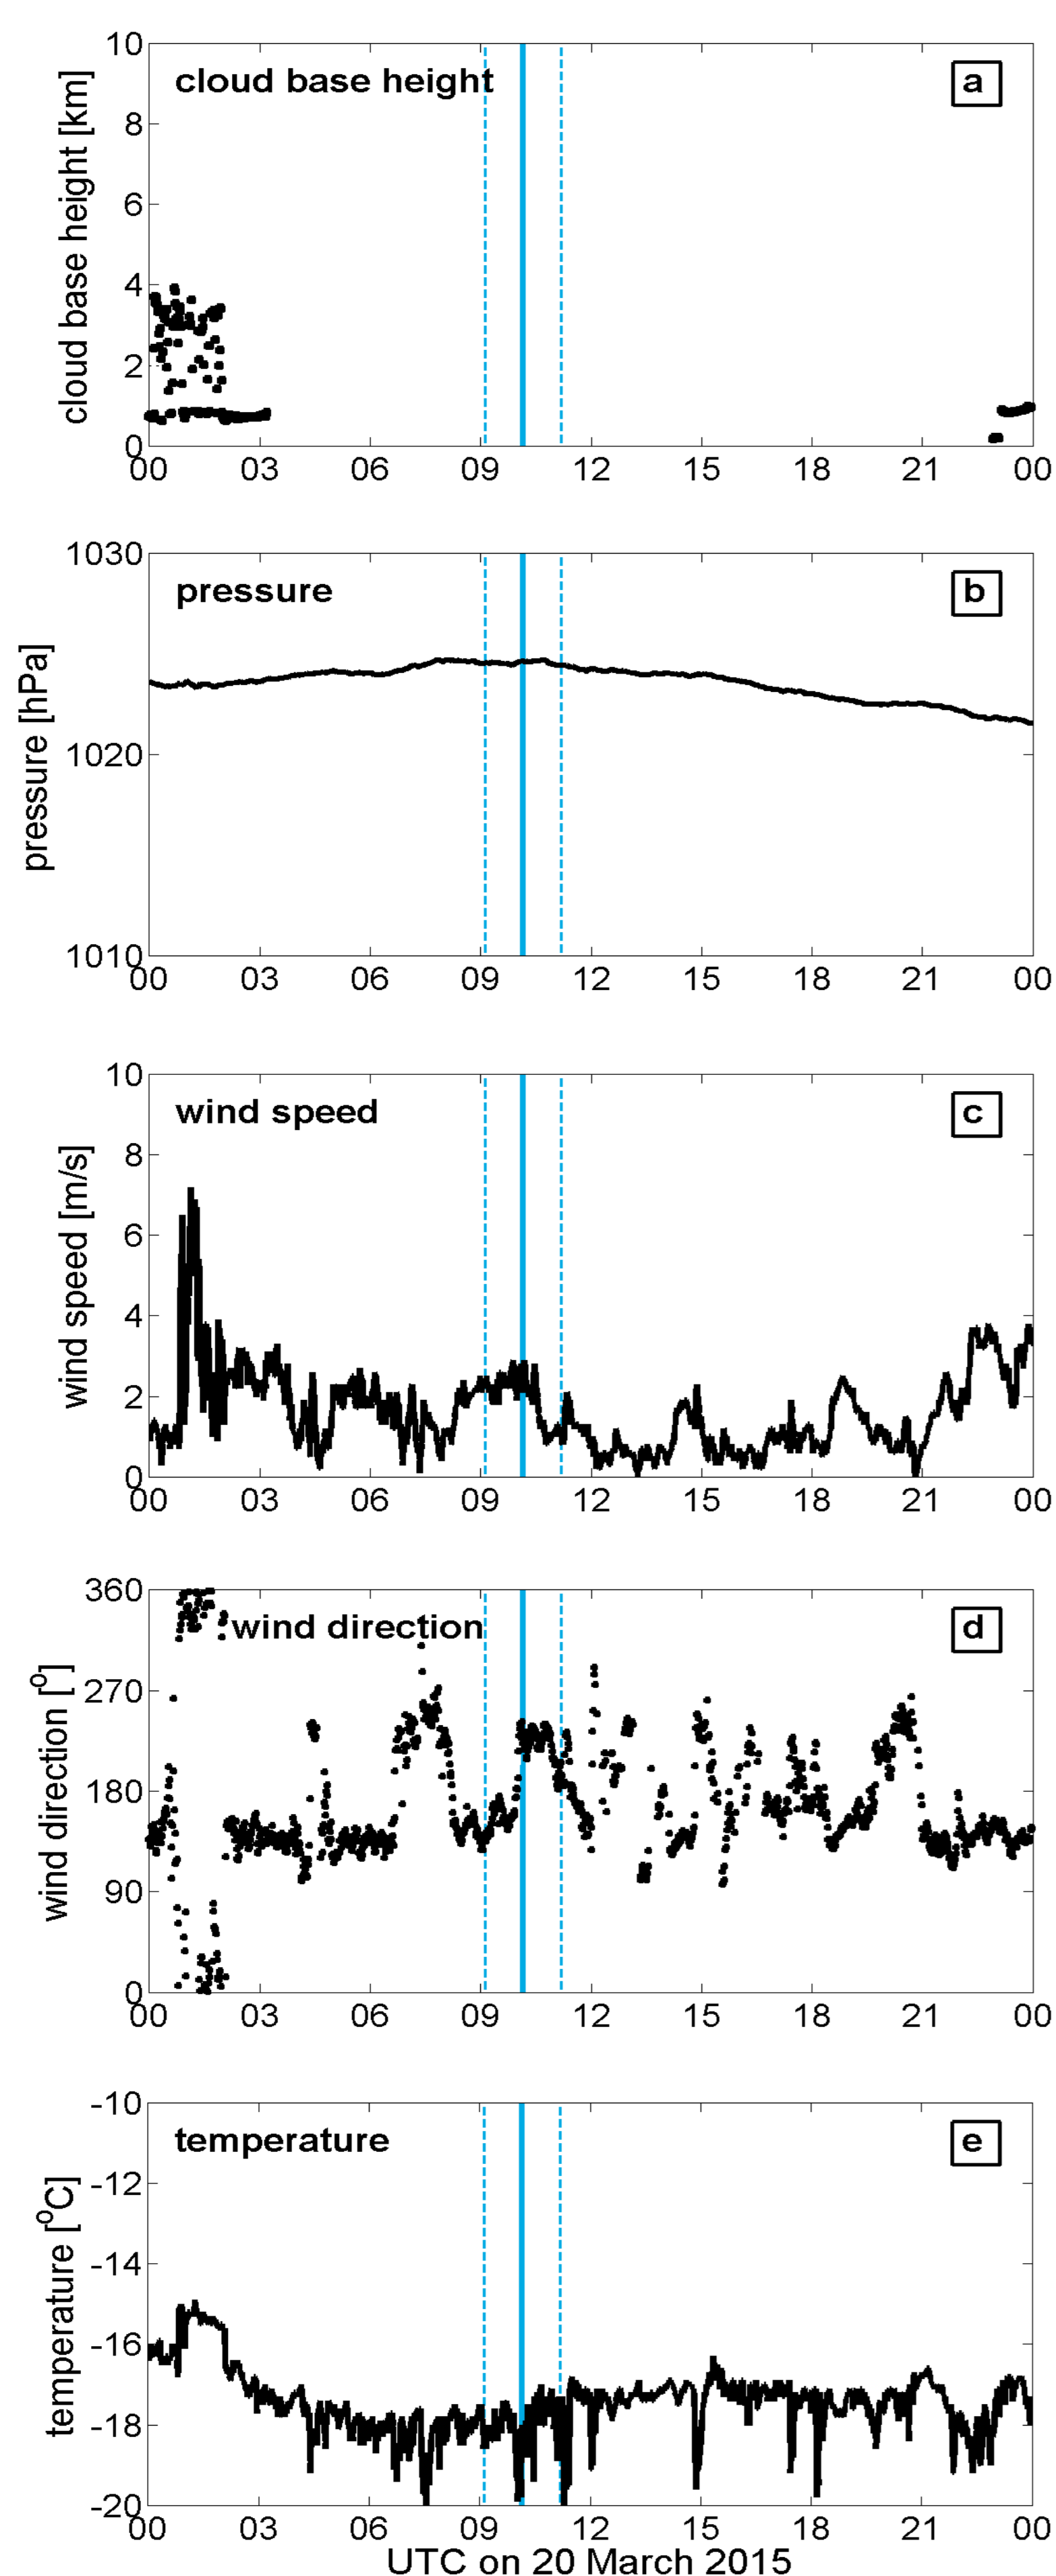 10
cloud base height
a
8
6
4
2
0
cloud base height [km]
00 03 06 09 12 15 18 21 00
1030
pressure
b
1020
1010
pressure [hPa]
00 03 06 09 12 15 18 21 00
10
wind speed
c
8
6
4
2
0
wind speed [m/s]
00 03 06 09 12 15 18 21 00
360
wind direction
d
270
180
90
0
wind direction [º]
00 03 06 09 12 15 18 21 00
-10
temperature
e
-12
-14
-16
-18
-20
temperature [ºC]
00 03 06 09 12 15 18 21 00
UTC on 20 March 2015